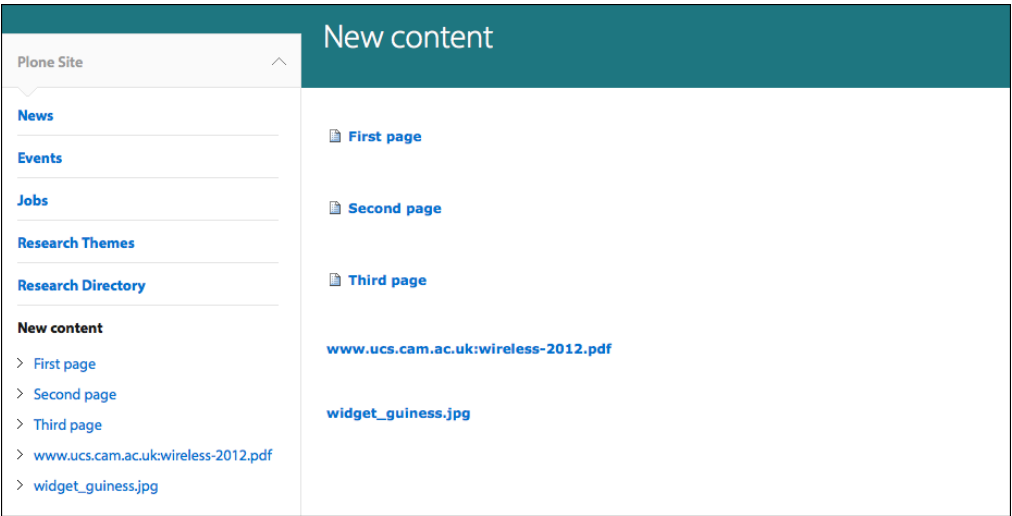 New content
Plone Site
News
Events
Jobs
Research Themes
Research Directory
New content
First page
Second page
Third page
www.ucs.cam.ac.uk:wireless-2012.pdf
widget_guiness.jpg
First page
Second page
Third page
www.ucs.cam.ac.uk:wireless-2012.pdf
widget_guiness.jpg